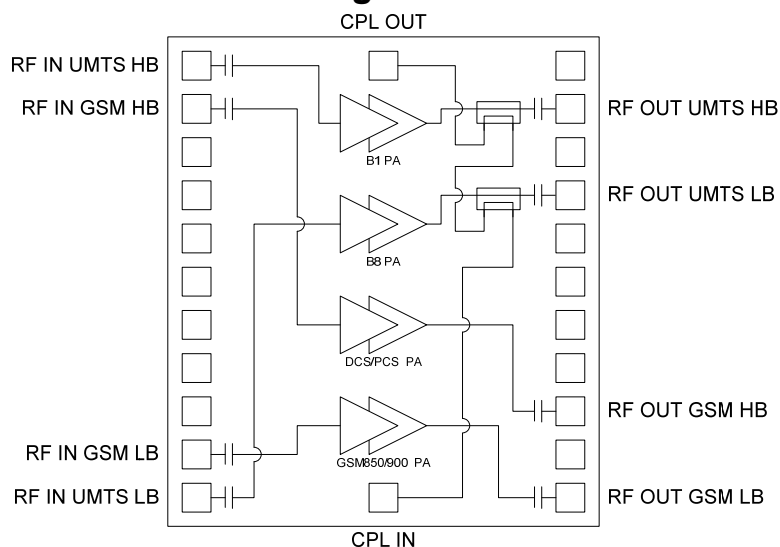 CPL OUT
RF IN UMTS HB
RF IN GSM HB
RF OUT UMTS HB
B1 PA
RF OUT UMTS LB
B8 PA
DCS/PCS PA
RF OUT GSM HB
RF IN GSM LB
GSM850/900 PA
RF IN UMTS LB
RF OUT GSM LB
CPL IN